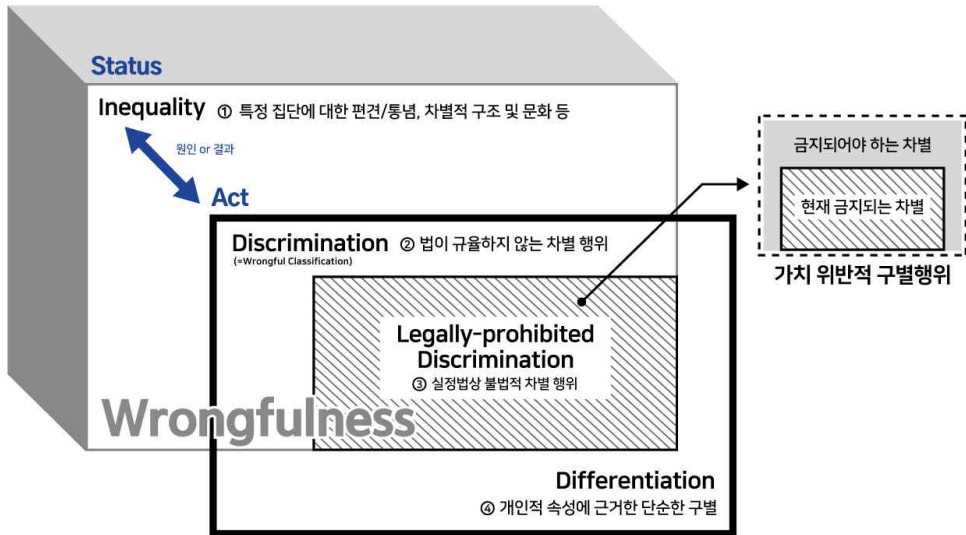 Status
Inequality ① 특정 집단에 대한 편견/통념, 차별적 구조 및 문화 등
원인 or 결과
Act
Discrimination ② 법이 규율하지 않는 차별 행위
(=Wrongful Classification)
Legally-prohibited
Discrimination
③ 실정법상 불법적 차별 행위
Wrongfulness
Differentiation
④ 개인적 속성에 근거한 단순한 구별
금지되어야 하는 차별
현재 금지되는 차별
가치 위반적 구별행위